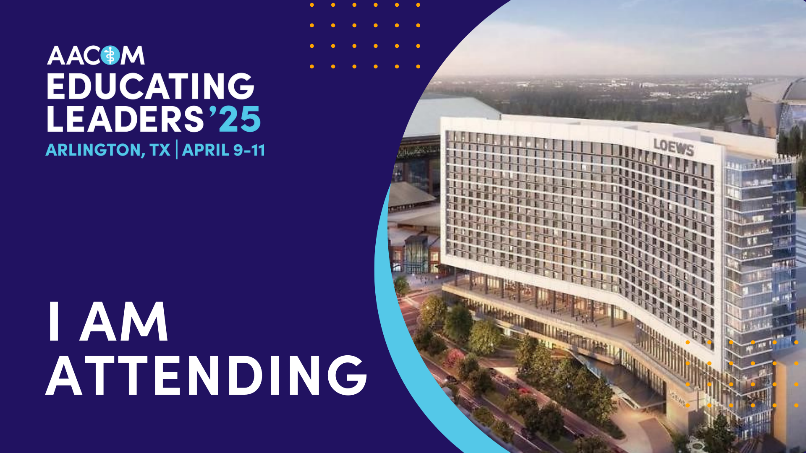 AACOM
EDUCATING
LEADERS '25
ARLINGTON, TX | APRIL 9-11
I AM
ATTENDING
LOEWS